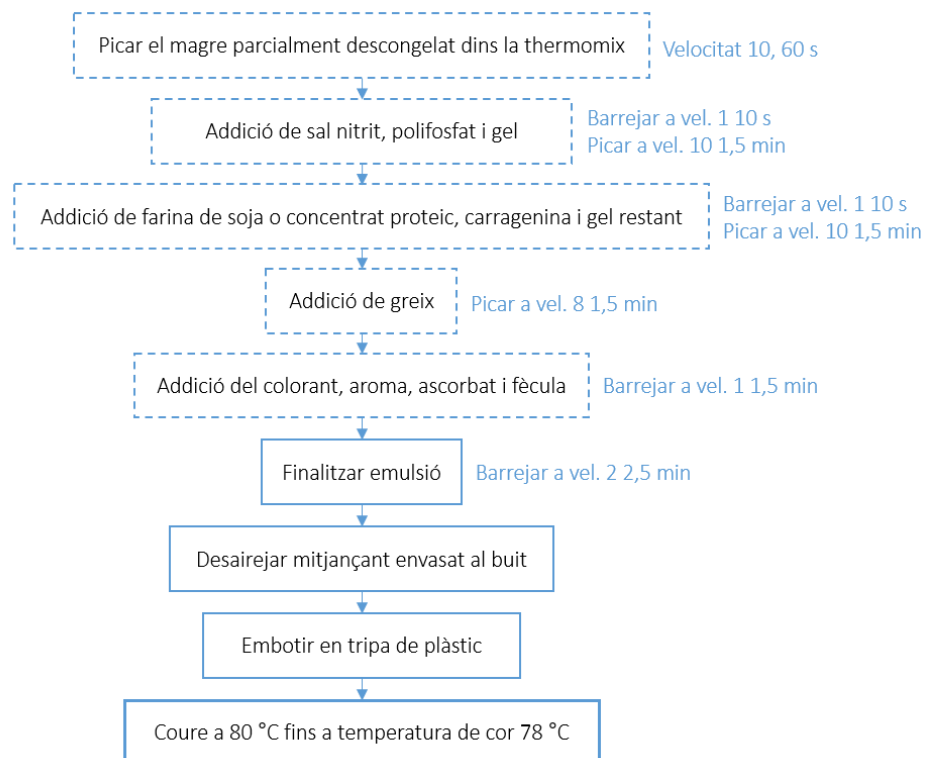 Picar el magre parcialment descongelat dins la thermomix
Velocitat 10, 60 s
Addició de sal nitrit, polifosfat i gel
Barrejar a vel. 1 10 s
Picar a vel. 10 1,5 min
Addició de farina de soja o concentrat proteic, carragenina i gel restant
Barrejar a vel. 1 10 s
Picar a vel. 10 1,5 min
Addició de greix
Picar a vel. 8 1,5 min
Addició del colorant, aroma, ascorbat i fècula
Barrejar a vel. 1 1,5 min
Finalitzar emulsió
Barrejar a vel. 2 2,5 min
Desairejar mitjançant envasat al buit
Embotir en tripa de plàstic
Coure a 80 °C fins a temperatura de cor 78 °C